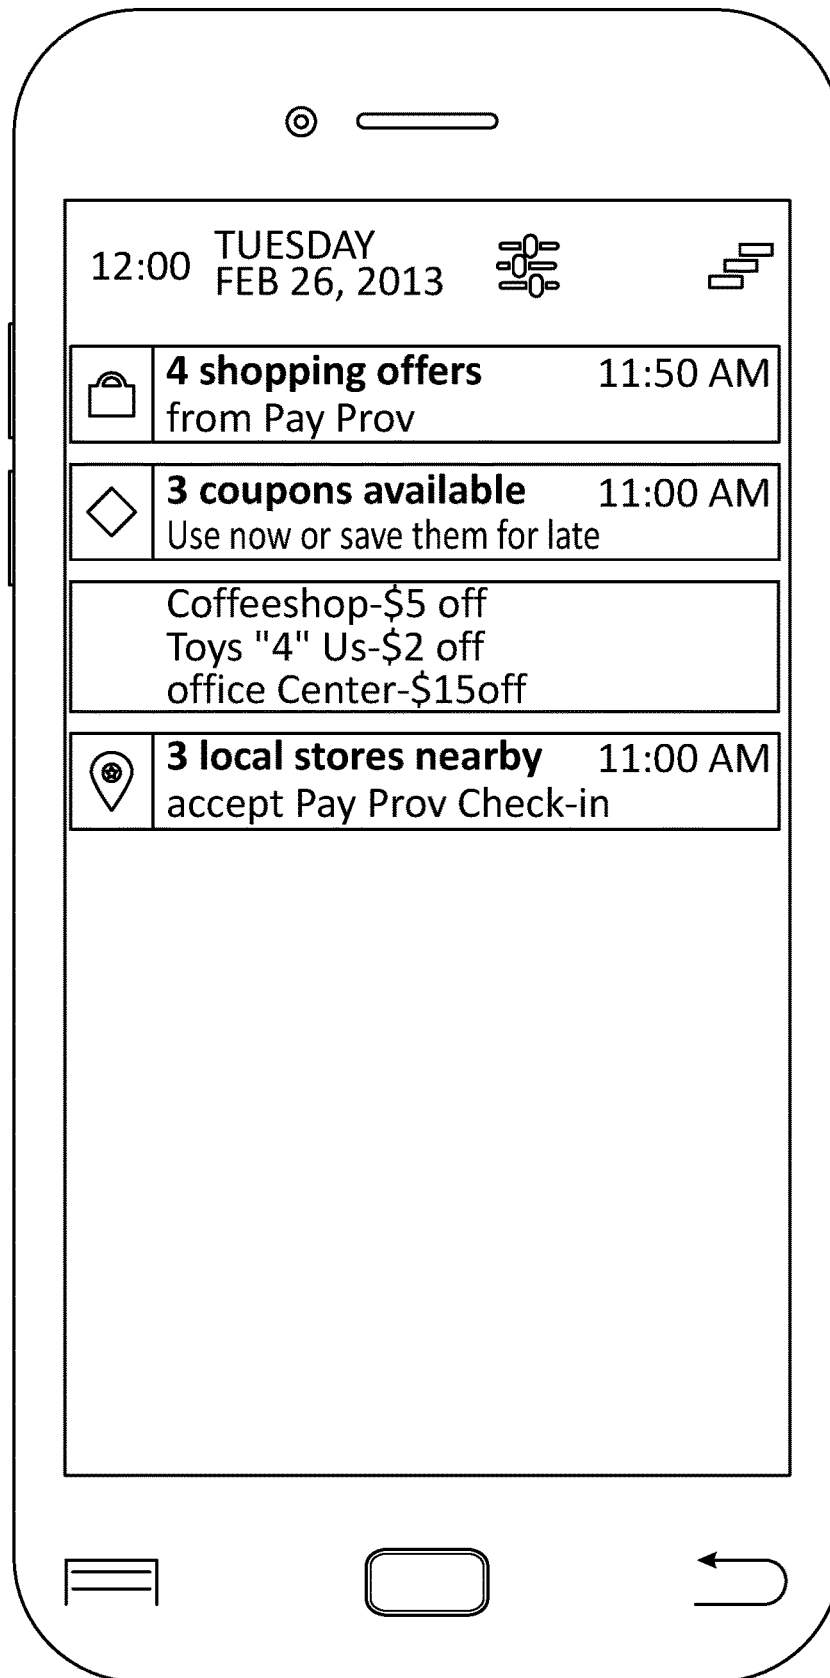 12:00 TUESDAY
FEB 26, 2013
4 shopping offers 11:50 AM
from Pay Prov
3 coupons available 11:00 AM
Use now or save them for late
Coffeeshop-$5 off
Toys "4" Us-$2 off
office Center-$15off
3 local stores nearby 11:00 AM
accept Pay Prov Check-in